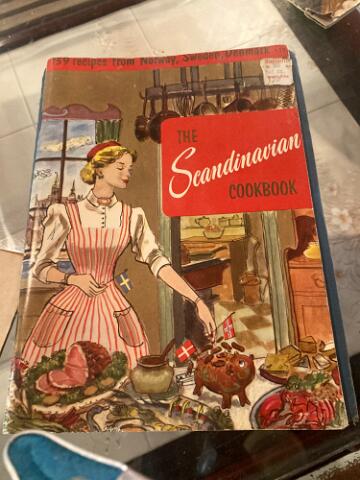 159 recipes from Norway, Sweden, Denmark
THE
Scandinavian
COOKBOOK